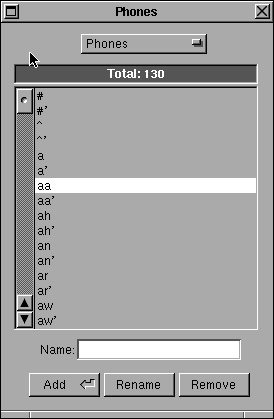 Phones
Phones
Total: 130
#
#'
^
^'
a
a'
aa
aa'
ah
ah'
an
an'
ar
ar'
aw
aw'
Name:
Add
Rename
Remove